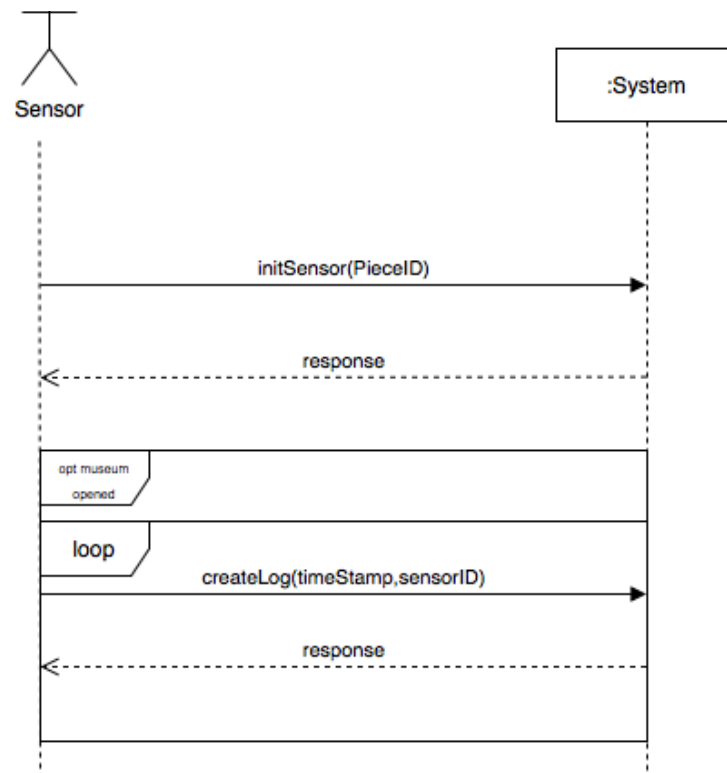 Sensor
:System
initSensor(PieceID)
response
opt museum
opened
loop
createLog(timeStamp,sensorID)
response